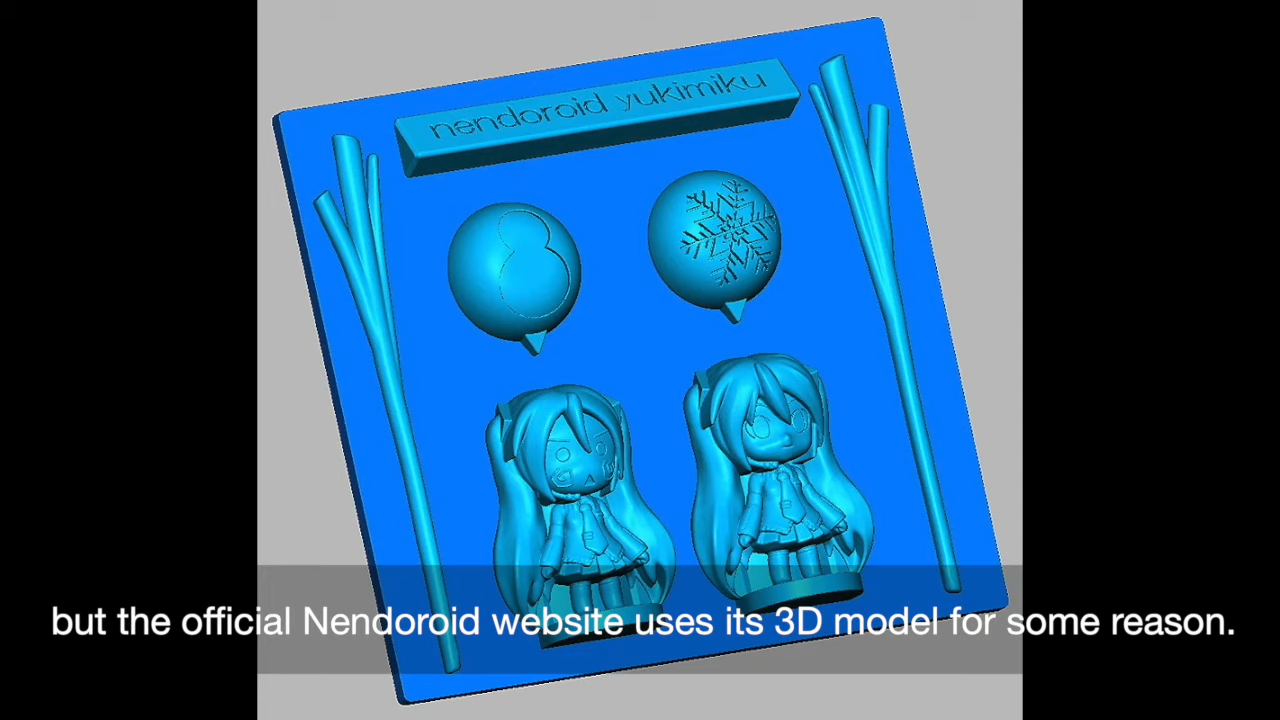 nendoroid yukimiku
but the official Nendoroid website uses its 3D model for some reason.